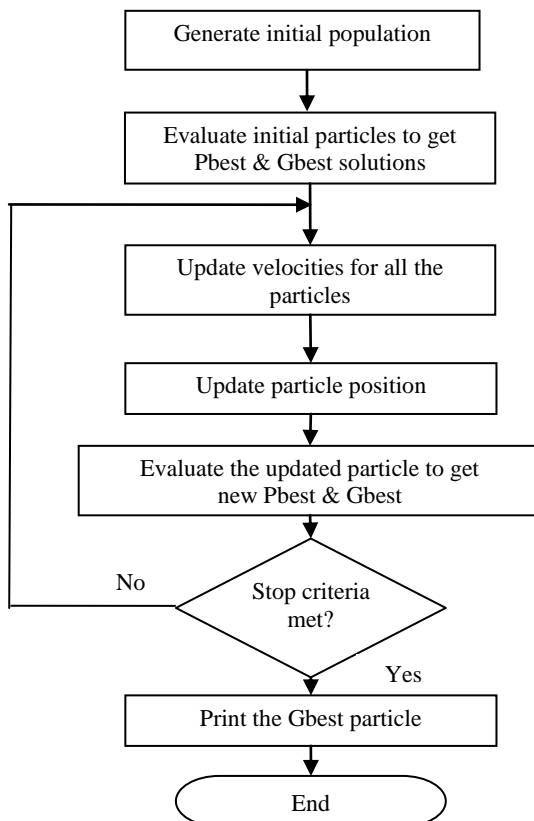 Generate initial population
Evaluate initial particles to get
Pbest & Gbest solutions
Update velocities for all the
particles
Update particle position
Evaluate the updated particle to get
new Pbest & Gbest
No
Stop criteria
met?
Yes
Print the Gbest particle
End